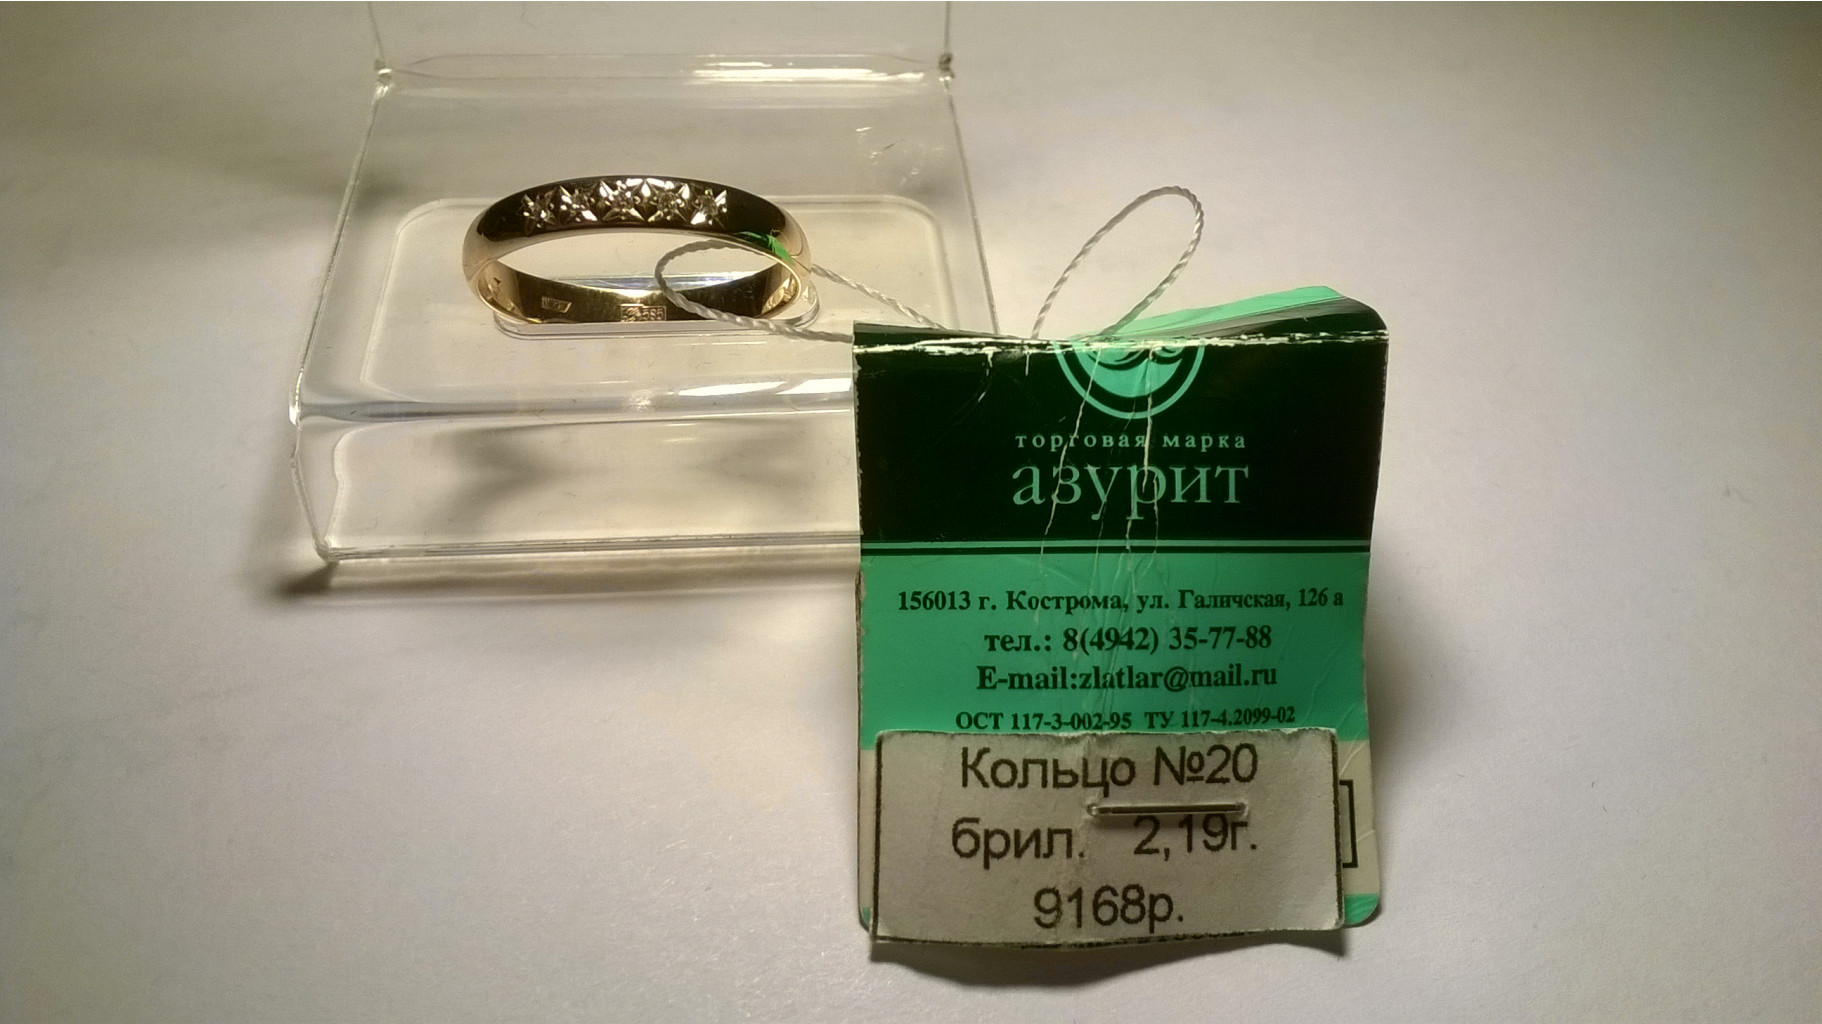 585
торговая марка
азурит
156013 г. Кострома, ул. Галичская, 126 а
тел.: 8(4942) 35-77-88
E-mail:zlatlar@mail.ru
ОСТ 117-3-002-95 ТУ 117-4.2099-02
Кольцо №20
брил. 2,19г.
9168р.